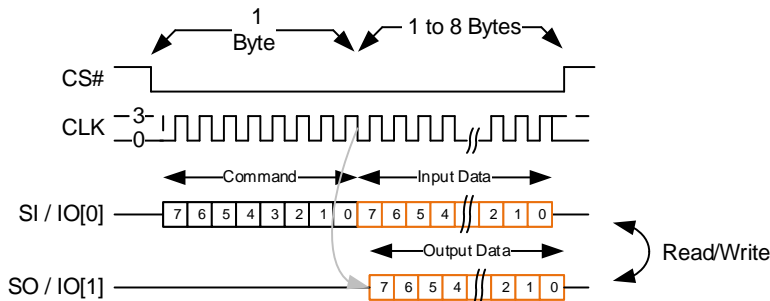 1
Byte
1 to 8 Bytes
CS#
CLK
3
0
Command
Input Data
SI / IO[0]
7 6 5 4 3 2 1 0 7 6 5 4 2 1 0
Output Data
Read/Write
SO / IO[1]
7 6 5 4 2 1 0